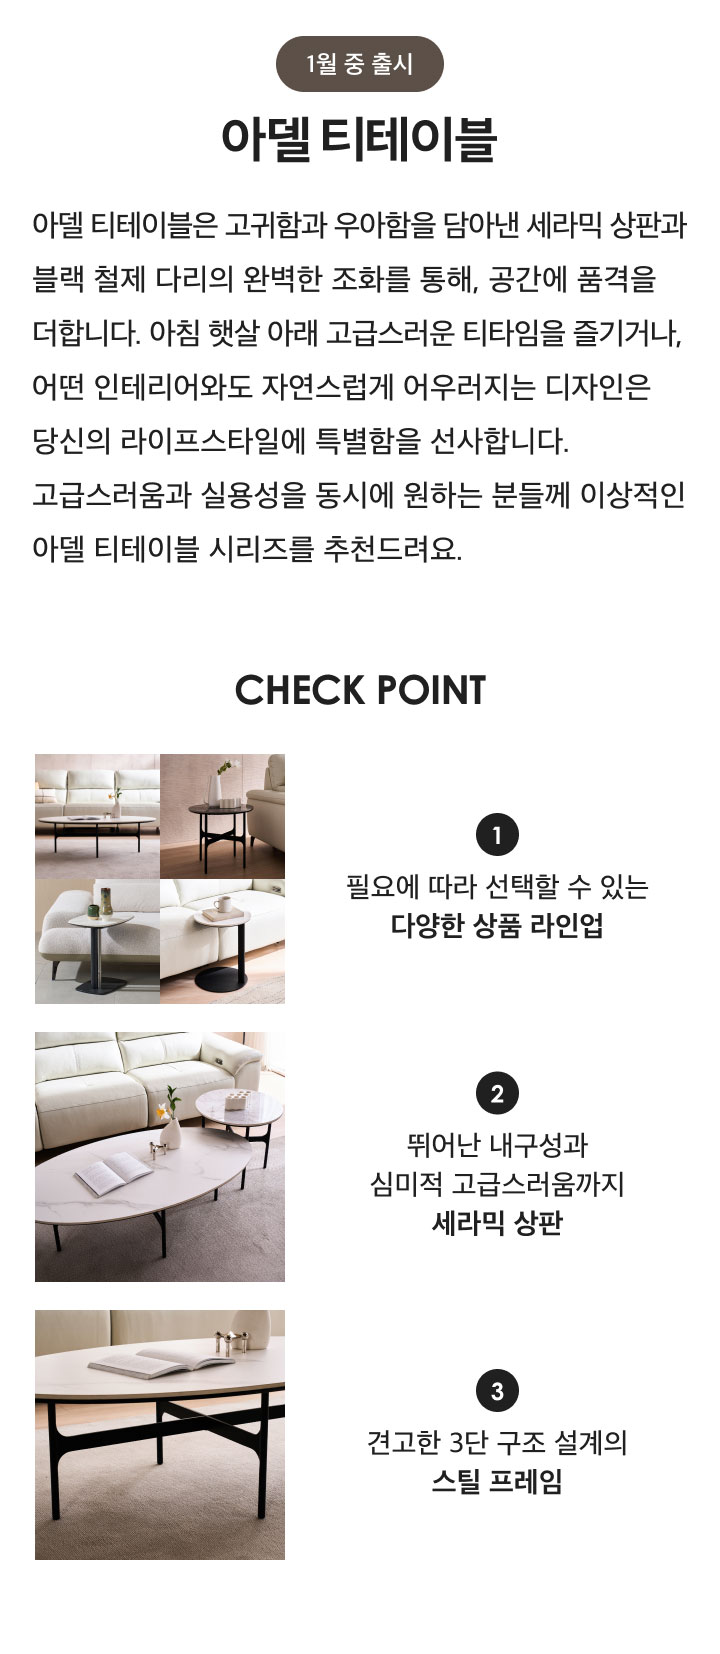 1월 중 출시
아델 티테이블
아델 티테이블은 고귀함과 우아함을 담아낸 세라믹 상판과
블랙 철제 다리의 완벽한 조화를 통해, 공간에 품격을
더합니다. 아침 햇살 아래 고급스러운 티타임을 즐기거나,
어떤 인테리어와도 자연스럽게 어우러지는 디자인은
당신의 라이프스타일에 특별함을 선사합니다.
고급스러움과 실용성을 동시에 원하는 분들께 이상적인
아델 티테이블 시리즈를 추천드려요.
CHECK POINT
1
필요에 따라 선택할 수 있는
다양한 상품 라인업
2
뛰어난 내구성과
심미적 고급스러움까지
세라믹 상판
3
견고한 3단 구조 설계의
스틸 프레임